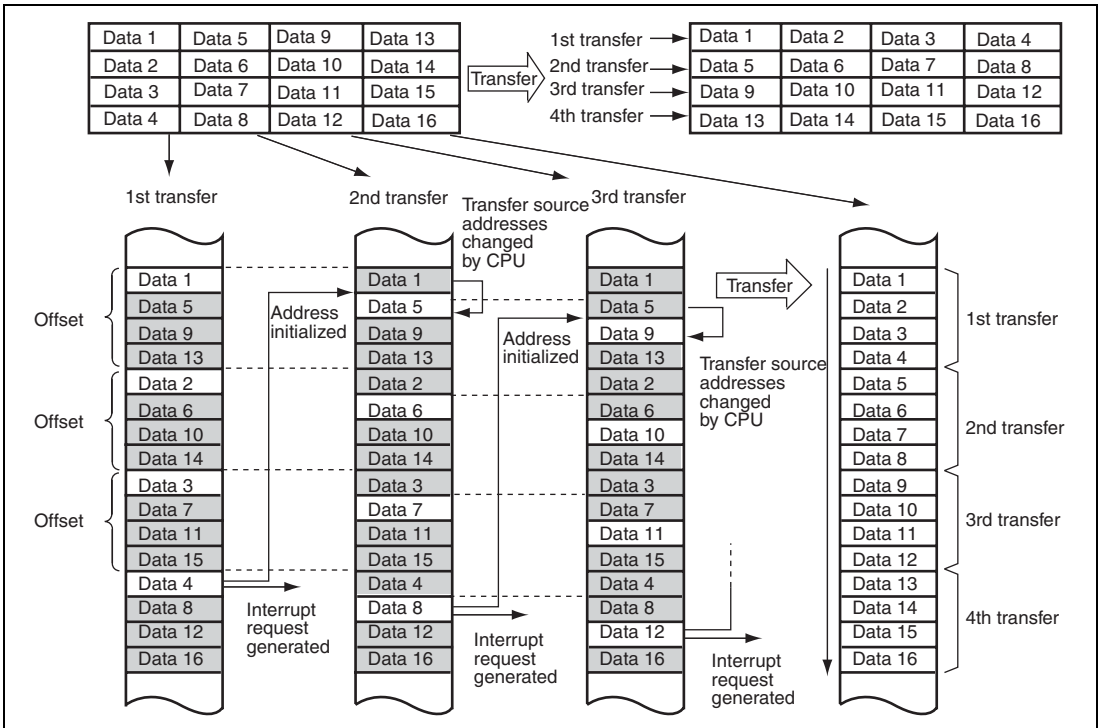 Data 1 Data 5 Data 9 Data 13
Data 2 Data 6 Data 10 Data 14
Data 3 Data 7 Data 11 Data 15
Data 4 Data 8 Data 12 Data 16
Transfer
1st transfer
2nd transfer
3rd transfer
4th transfer
Data 1 Data 2 Data 3 Data 4
Data 5 Data 6 Data 7 Data 8
Data 9 Data 10 Data 11 Data 12
Data 13 Data 14 Data 15 Data 16
1st transfer
Offset
Offset
Offset
Data 1
Data 5
Data 9
Data 13
Data 2
Data 6
Data 10
Data 14
Data 3
Data 7
Data 11
Data 15
Data 4
Data 8
Data 12
Data 16
Address
initialized
Interrupt
request
generated
2nd transfer
Transfer source
addresses
changed
by CPU
Data 1
Data 5
Data 9
Data 13
Data 2
Data 6
Data 10
Data 14
Data 3
Data 7
Data 11
Data 15
Data 4
Data 8
Data 12
Data 16
Address
initialized
Interrupt
request
generated
3rd transfer
Data 1
Data 5
Data 9
Data 13
Data 2
Data 6
Data 10
Data 14
Data 3
Data 7
Data 11
Data 15
Data 4
Data 8
Data 12
Data 16
Transfer
Transfer source
addresses
changed
by CPU
Interrupt
request
generated
Data 1
Data 2
Data 3
Data 4
Data 5
Data 6
Data 7
Data 8
Data 9
Data 10
Data 11
Data 12
Data 13
Data 14
Data 15
Data 16
1st transfer
2nd transfer
3rd transfer
4th transfer